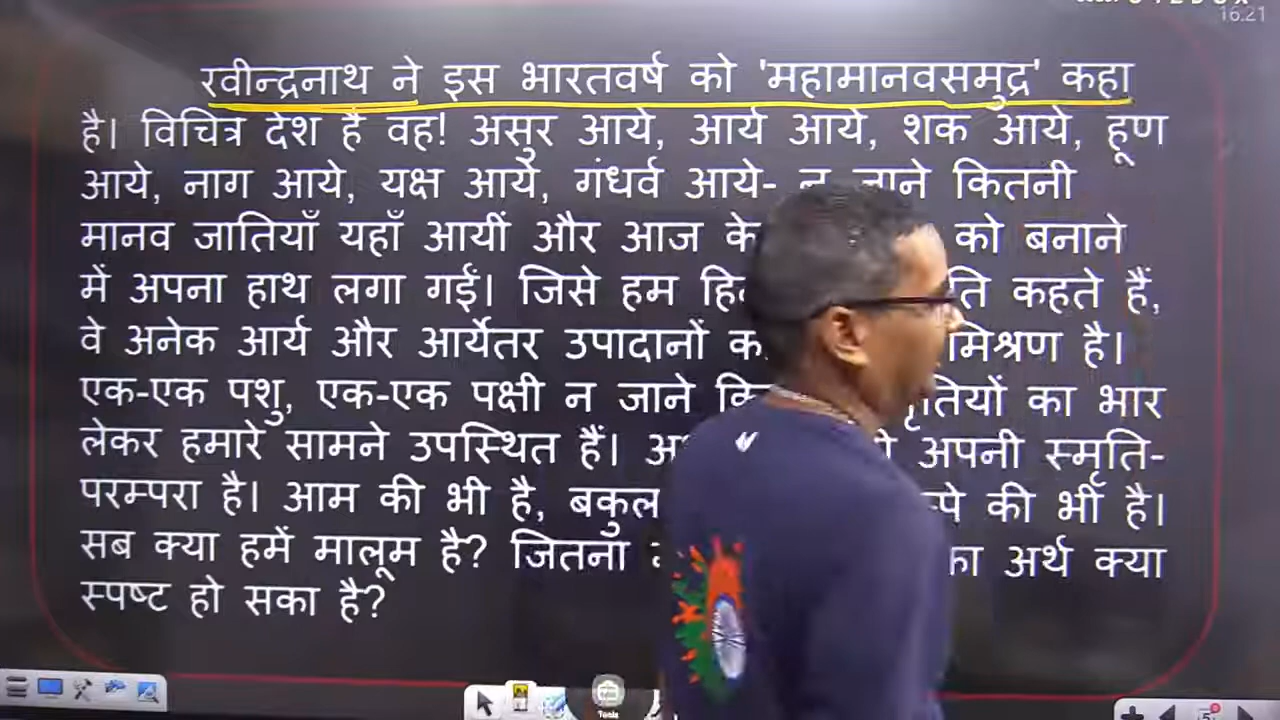 16.21
रवीन्द्रनाथ ने इस भारतवर्ष को 'महामानवसमुद्र' कहा
है। विचित्र देश है वह! असुर आये, आर्य आये, शक आये, हूण
आये, नाग आये, यक्ष आये, गंधर्व आये- न जाने कितनी
मानव जातियाँ यहाँ आयीं और आज के को बनाने
में अपना हाथ लगा गईं। जिसे हम कहते हैं,
वे अनेक आर्य और आर्येतर उपादानों मिश्रण है।
एक-एक पशु, एक-एक पक्षी न जाने का भार
लेकर हमारे सामने उपस्थित हैं। अपनी स्मृति-
परम्परा है। आम की भी है, बकुल की भी है।
सब क्या हमें मालूम है? जितना अर्थ क्या
स्पष्ट हो सका है?
Tools